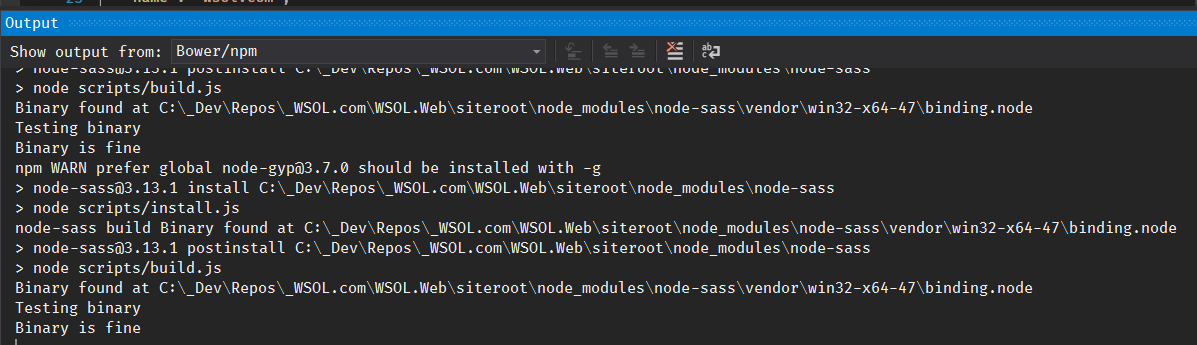 23 name : wsol.com ,
Output
Show output from: Bower/npm
> node-sass@3.13.1 postinstall C:\_Dev\Repos\_WSOL.com\WSOL.Web\siteroot\node_modules\node-sass
> node scripts/build.js
Binary found at C:\_Dev\Repos\_WSOL.com\WSOL.Web\siteroot\node_modules\node-sass\vendor\win32-x64-47\binding.node
Testing binary
Binary is fine
npm WARN prefer global node-gyp@3.7.0 should be installed with -g
> node-sass@3.13.1 install C:\_Dev\Repos\_WSOL.com\WSOL.Web\siteroot\node_modules\node-sass
> node scripts/install.js
node-sass build Binary found at C:\_Dev\Repos\_WSOL.com\WSOL.Web\siteroot\node_modules\node-sass\vendor\win32-x64-47\binding.node
> node-sass@3.13.1 postinstall C:\_Dev\Repos\_WSOL.com\WSOL.Web\siteroot\node_modules\node-sass
> node scripts/build.js
Binary found at C:\_Dev\Repos\_WSOL.com\WSOL.Web\siteroot\node_modules\node-sass\vendor\win32-x64-47\binding.node
Testing binary
Binary is fine